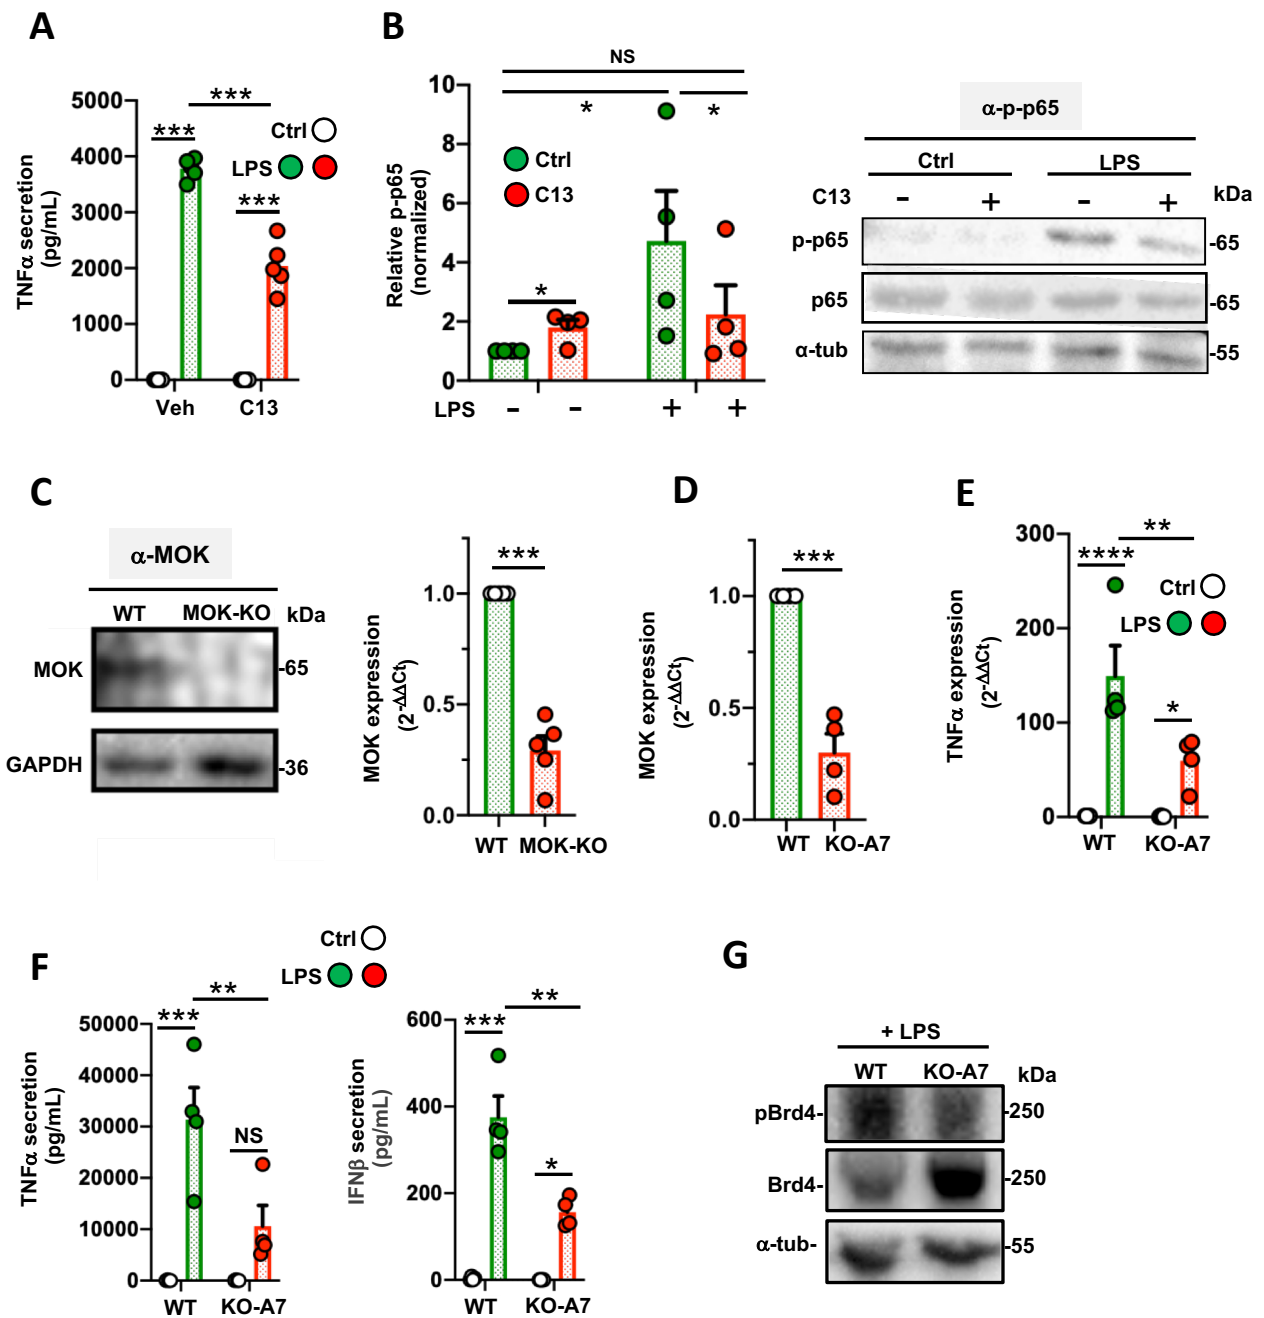 A
TNFα secretion
(pg/mL)
5000
4000
3000
2000
1000
0
***
***
***
Ctrl
LPS
Veh
C13
B
Relative p-p65
(normalized)
10
8
6
4
2
0
NS
*
*
*
Ctrl
C13
LPS
-
-
+
+
α-p-p65
Ctrl
LPS
C13
-
+
-
+
kDa
p-p65
-65
p65
-65
α-tub
-55
C
α-MOK
WT
MOK-KO
kDa
MOK
-65
GAPDH
-36
MOK expression
(2-ΔΔCt)
1.0
0.5
0.0
***
WT
MOK-KO
D
MOK expression
(2-ΔΔCt)
1.0
0.5
0.0
***
WT
KO-A7
E
TNFα expression
(2-ΔΔCt)
300
200
100
0
**
****
*
Ctrl
LPS
WT
KO-A7
F
Ctrl
LPS
TNFα secretion
(pg/mL)
50000
40000
30000
20000
10000
0
**
***
NS
WT
KO-A7
IFNβ secretion
(pg/mL)
600
400
200
0
**
***
*
WT
KO-A7
G
+ LPS
WT
KO-A7
kDa
pBrd4-
-250
Brd4-
-250
α-tub-
-55